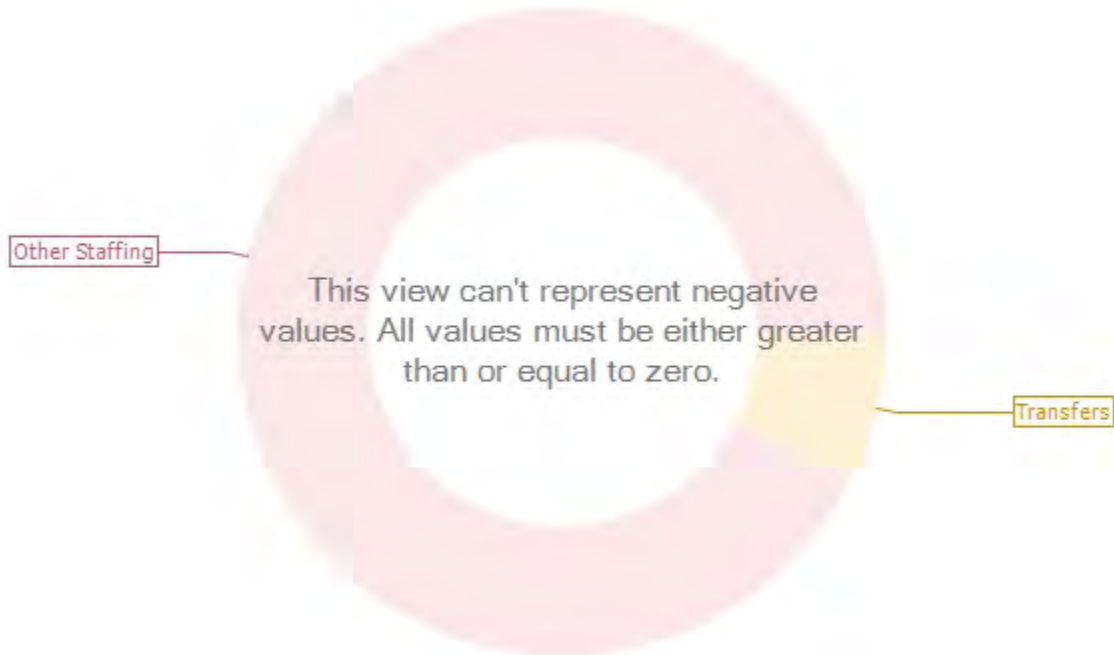 Other Staffing
This view can't represent negative
values. All values must be either greater
than or equal to zero.
Transfers